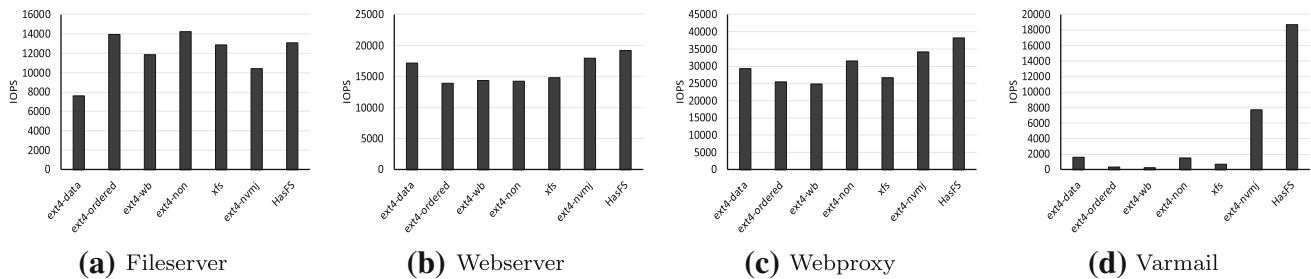 16000
14000
12000
10000
8000
6000
4000
2000
0
IOPS
ext4-data
ext4-ordered
ext4-wb
ext4-non
xfs
ext4-nvmj
HasFS
(a) Fileserver
25000
20000
15000
10000
5000
0
IOPS
ext4-data
ext4-ordered
ext4-wb
ext4-non
xfs
ext4-nvmj
HasFS
(b) Webserver
45000
40000
35000
30000
25000
20000
15000
10000
5000
0
IOPS
ext4-data
ext4-ordered
ext4-wb
ext4-non
xfs
ext4-nvmj
HasFS
(c) Webproxy
20000
18000
16000
14000
12000
10000
8000
6000
4000
2000
0
IOPS
ext4-data
ext4-ordered
ext4-wb
ext4-non
xfs
ext4-nvmj
HasFS
(d) Varmail